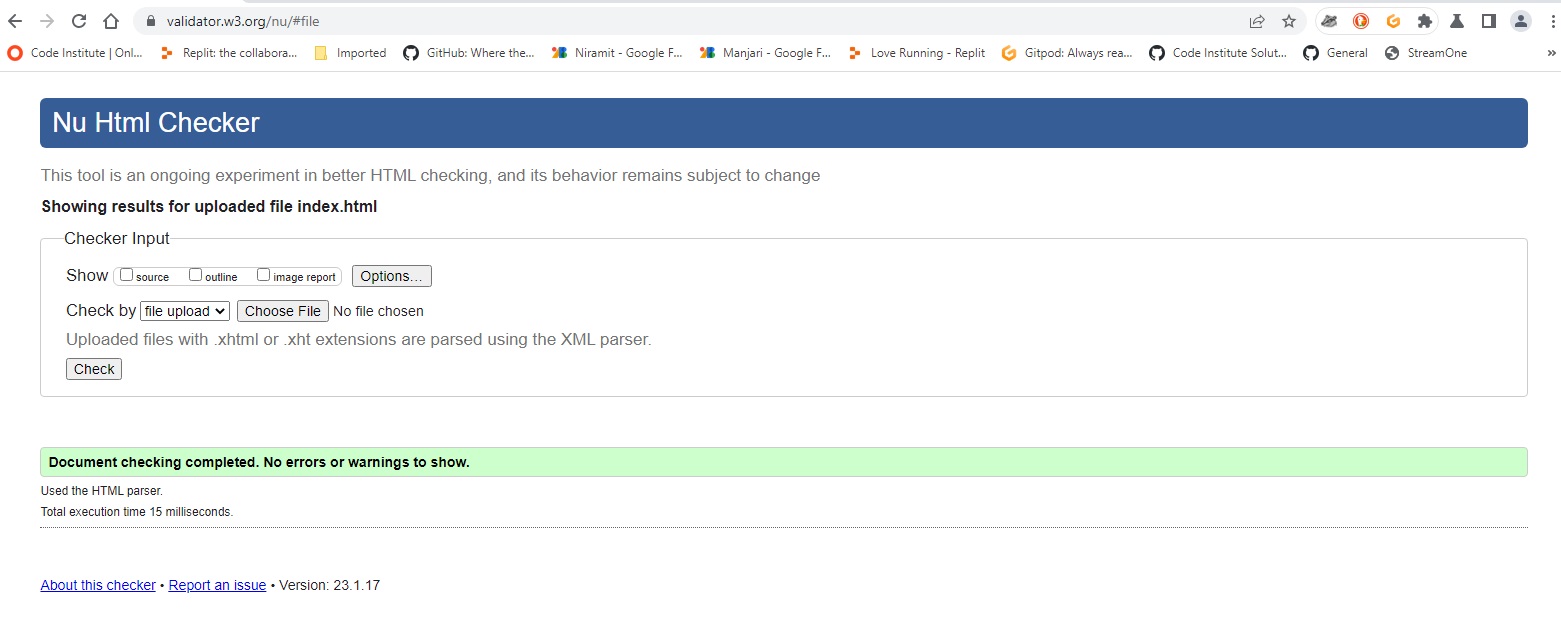 validator.w3.org/nu/#file
Code Institute | Onl... Replit: the collabora... Imported GitHub: Where the... Niramit - Google F... Manjari - Google F... Love Running - Replit Gitpod: Always rea... Code Institute Solut... General StreamOne »
Nu Html Checker
This tool is an ongoing experiment in better HTML checking, and its behavior remains subject to change
Showing results for uploaded file index.html
Checker Input
Show source outline image report Options...
Check by file upload Choose File No file chosen
Uploaded files with .xhtml or .xht extensions are parsed using the XML parser.
Check
Document checking completed. No errors or warnings to show.
Used the HTML parser.
Total execution time 15 milliseconds.
About this checker • Report an issue • Version: 23.1.17